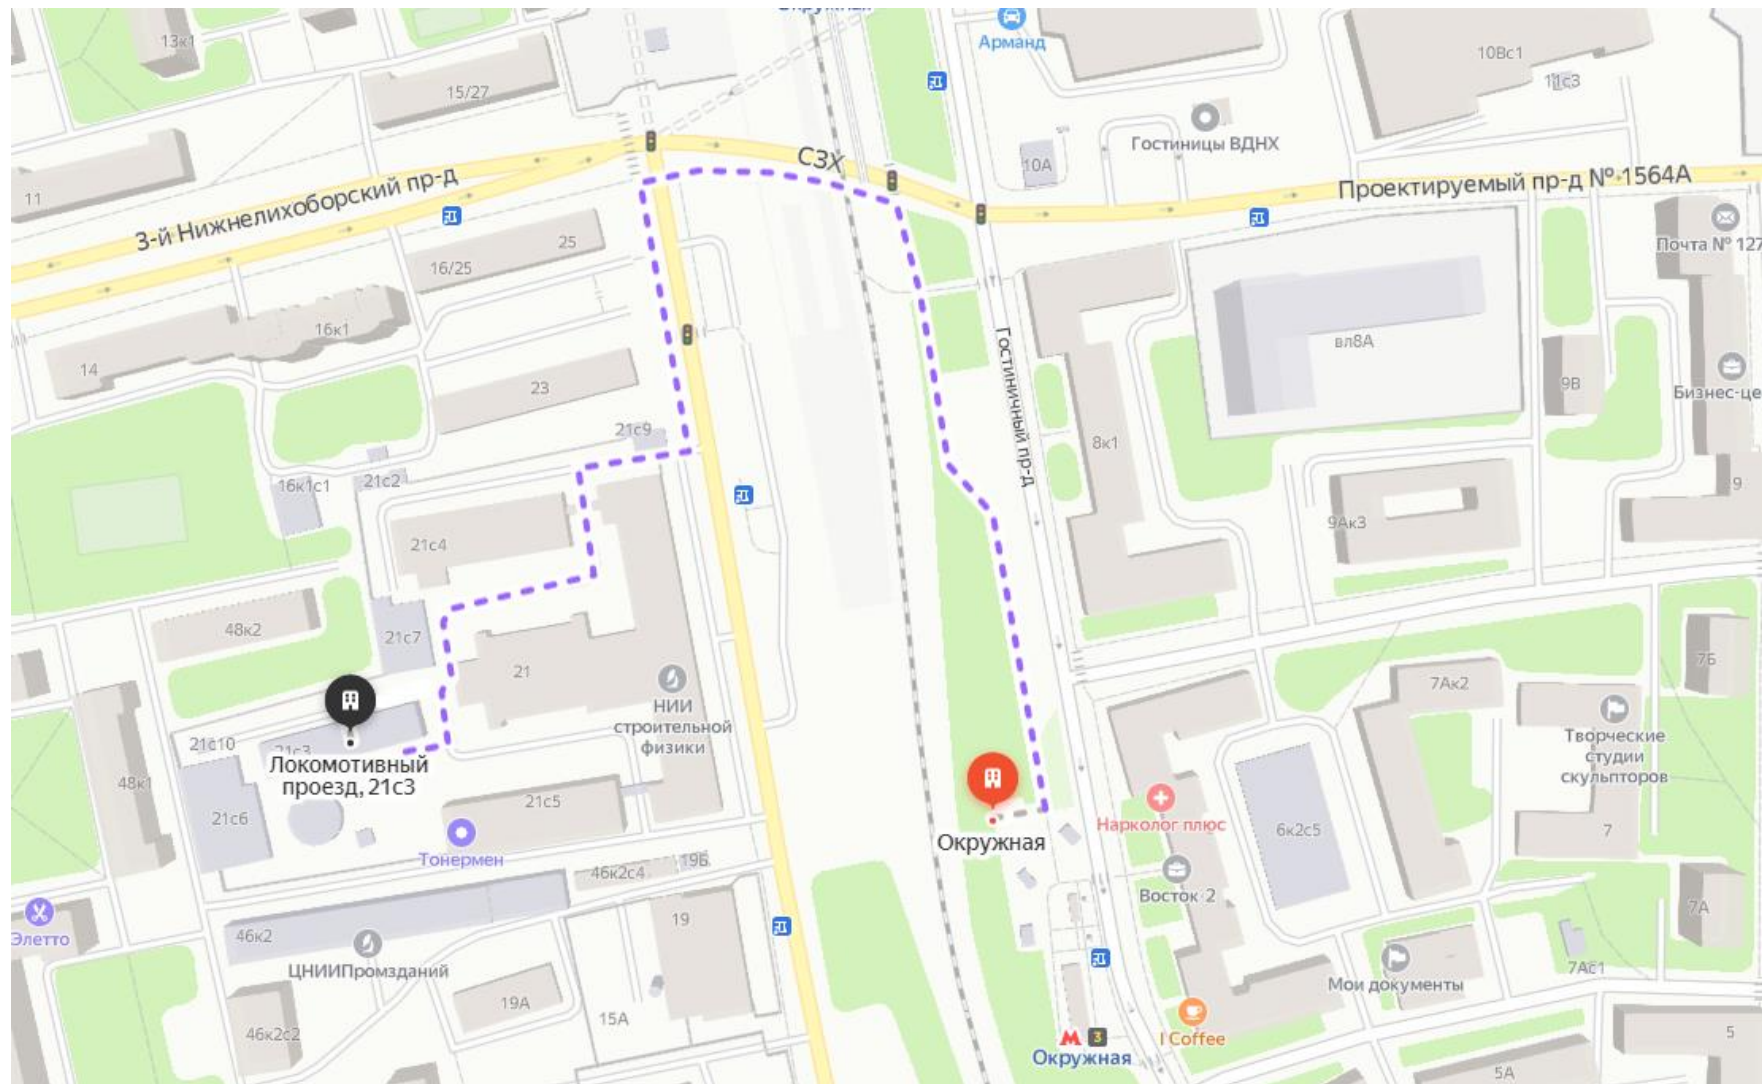 13к1
Арманд
10Вс1
11с3
15/27
Гостиницы ВДНХ
10А
СЗХ
11
3-й Нижнелихоборский пр-д
Проектируемый пр-д № 1564А
Почта № 127
25
16/25
16к1
14
вл8А
23
9В
Бизнес-це
Гостиничный пр-д
21с9
8к1
16к1с1
21с2
9
9Ак3
21с4
48к2
21с7
21
7Б
7Ак2
НИИ
строительной
физики
Творческие
студии
скульпторов
21с10
21с3
Локомотивный
проезд, 21с3
48к1
21с5
21с6
Тонермен
Окружная
Нарколог плюс
6к2с5
7
46к2с4
19Б
Восток-2
Элетто
46к2
19
7А
ЦНИИПромзданий
7Ас1
Мои документы
19А
15А
46к2с2
М 3
Окружная
I Coffee
5
5А